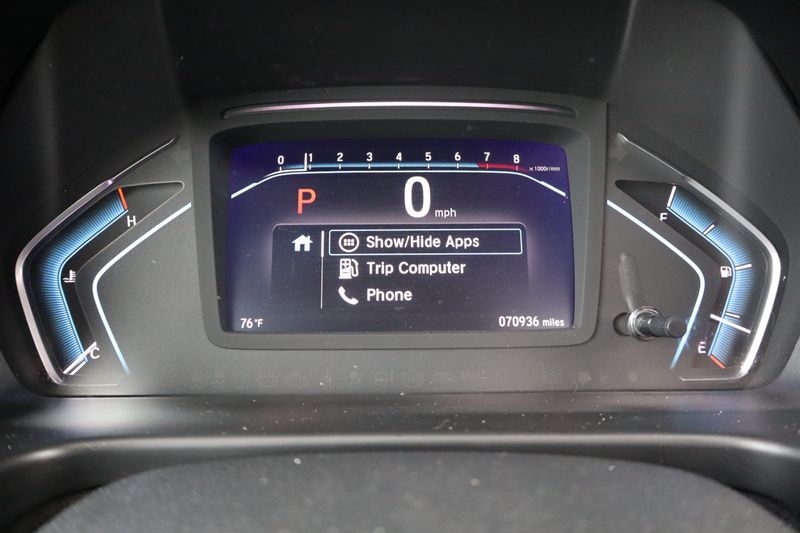 0 1 2 3 4 5 6 7 8
x1000r/min
P 0 mph
H
F
Show/Hide Apps
Trip Computer
Phone
C
E
76°F
070936 miles